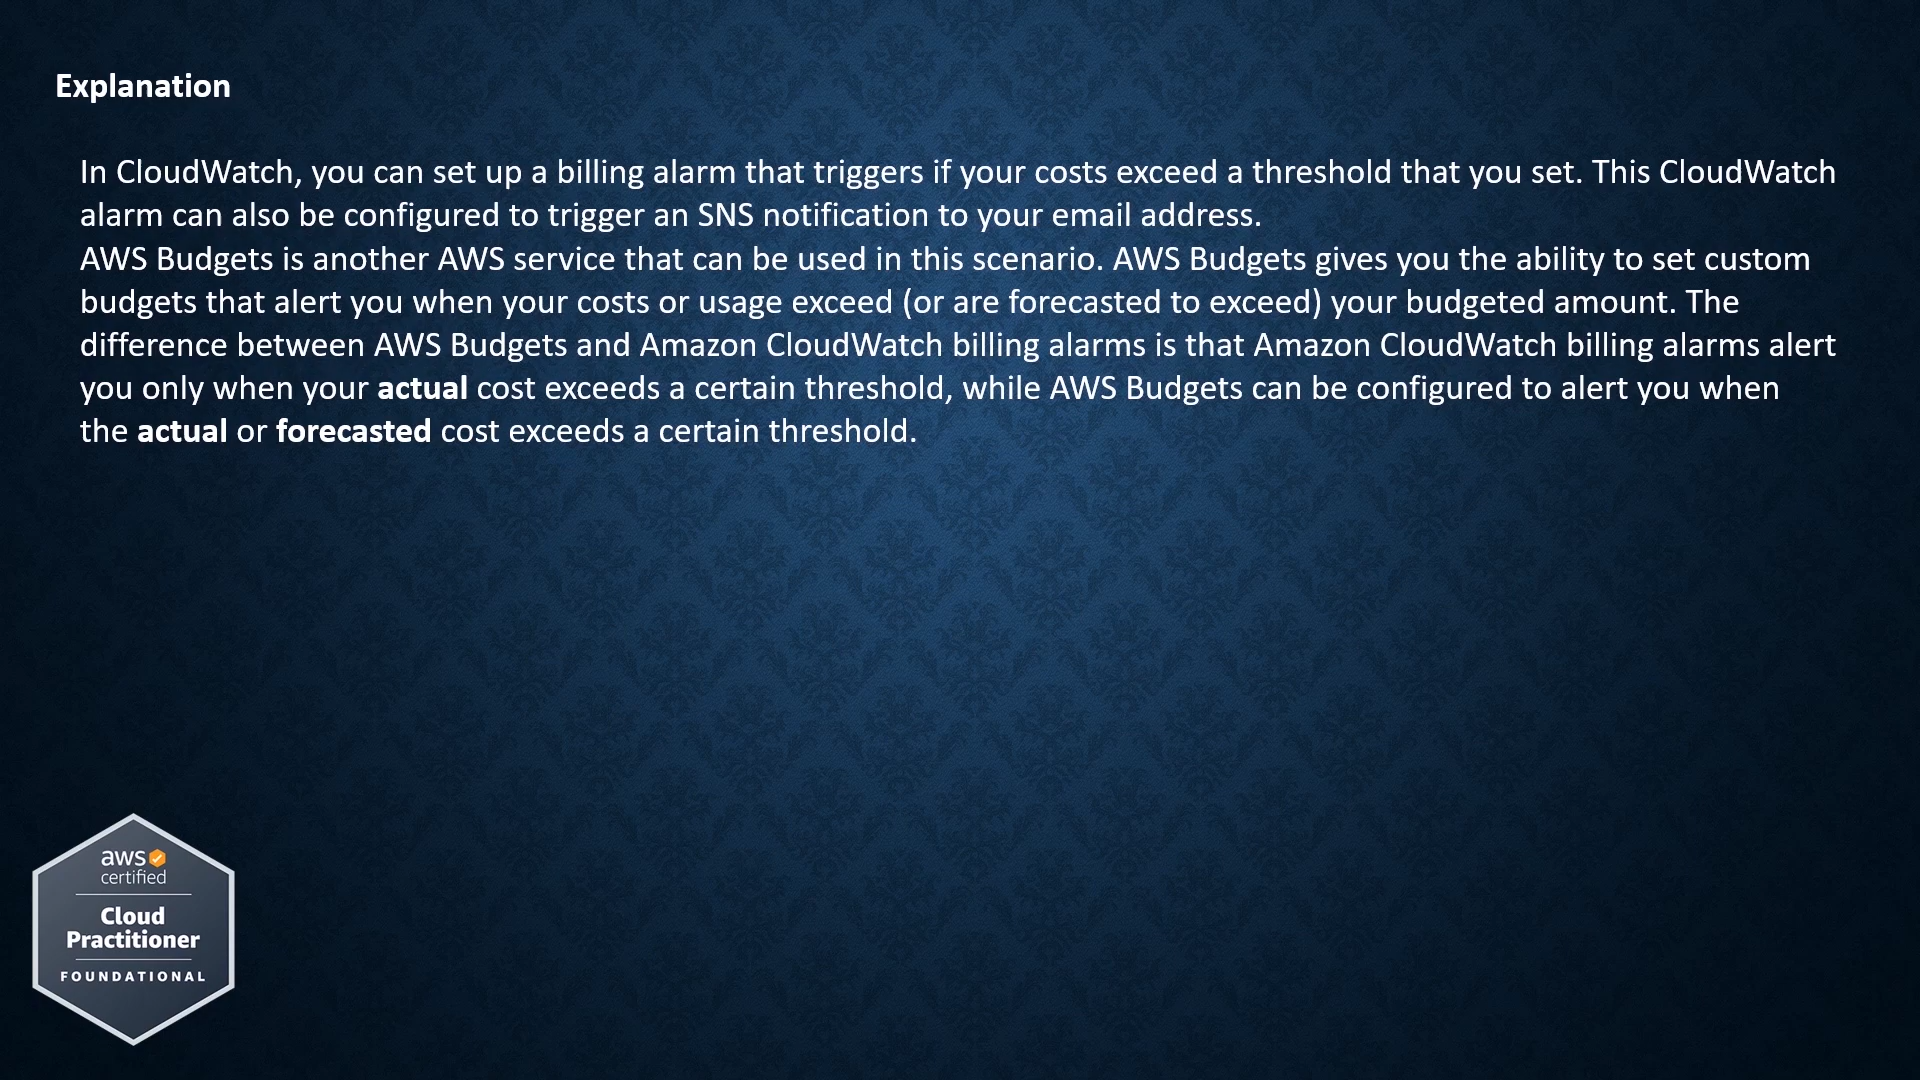 Explanation
In CloudWatch, you can set up a billing alarm that triggers if your costs exceed a threshold that you set. This CloudWatch
alarm can also be configured to trigger an SNS notification to your email address.
AWS Budgets is another AWS service that can be used in this scenario. AWS Budgets gives you the ability to set custom
budgets that alert you when your costs or usage exceed (or are forecasted to exceed) your budgeted amount. The
difference between AWS Budgets and Amazon CloudWatch billing alarms is that Amazon CloudWatch billing alarms alert
you only when your actual cost exceeds a certain threshold, while AWS Budgets can be configured to alert you when
the actual or forecasted cost exceeds a certain threshold.
aws
certified
Cloud
Practitioner
FOUNDATIONAL